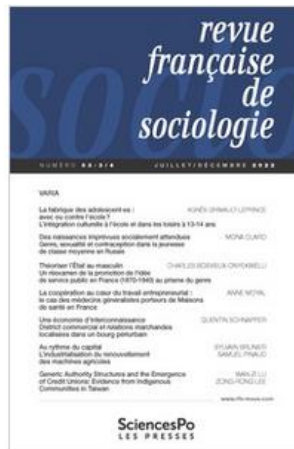 revue
française
de
sociologie
NUMÉRO 63-3/4 JUILLET/DÉCEMBRE 2022
VARIA
La fabrique des adolescent·es : AGNÈS GRIMAULT-LEPRINCE
avec ou contre l'école ?
L'intégration culturelle à l'école et dans les loisirs à 13-14 ans
Des naissances imprévues socialement attendues MONA CLARO
Genre, sexualité et contraception dans la jeunesse
de classe moyenne en Russie
Théoriser l'État au masculin CHARLES BOSVIEUX-ONYEKWELU
Un réexamen de la promotion de l'idée
de service public en France (1870-1940) au prisme du genre
La coopération au cœur du travail entrepreneurial : ANNE MOYAL
le cas des médecins généralistes porteurs de Maisons
de santé en France
Une économie d'interconnaissance QUENTIN SCHNAPPER
District commercial et relations marchandes
localisées dans un bourg périurbain
Au rythme du capital SYLVAIN BRUNIER
L'industrialisation du renouvellement SAMUEL PINAUD
des machines agricoles
Generic Authority Structures and the Emergence WAN-ZI LU
of Credit Unions: Evidence from Indigenous ZONG-RONG LEE
Communities in Taiwan
www.rfs-revue.com
SciencesPo
LES PRESSES